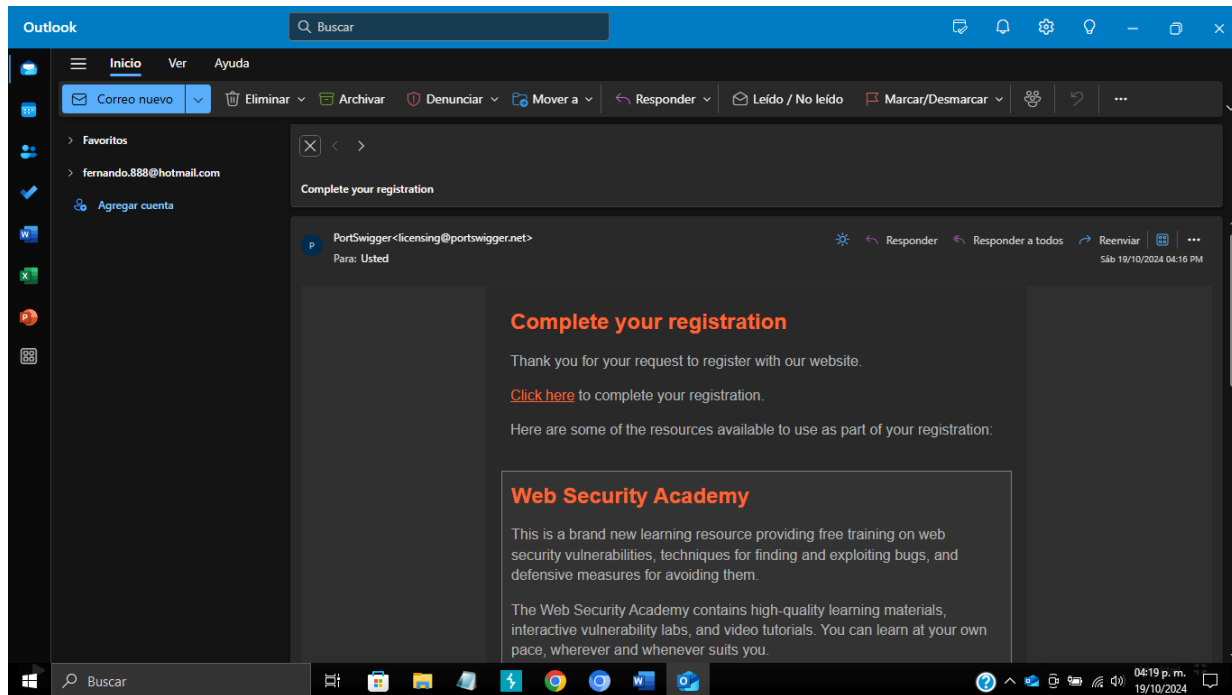 Outlook
Buscar
Inicio Ver Ayuda
Correo nuevo Eliminar Archivar Denunciar Mover a Responder Leído / No leído Marcar/Desmarcar
Favoritos
fernando.888@hotmail.com
Agregar cuenta
Complete your registration
P
PortSwigger<licensing@portswigger.net>
Para: Usted
Responder Responder a todos Reenviar
Sáb 19/10/2024 04:16 PM
Complete your registration
Thank you for your request to register with our website.
Click here to complete your registration.
Here are some of the resources available to use as part of your registration:
Web Security Academy
This is a brand new learning resource providing free training on web
security vulnerabilities, techniques for finding and exploiting bugs, and
defensive measures for avoiding them.
The Web Security Academy contains high-quality learning materials,
interactive vulnerability labs, and video tutorials. You can learn at your own
pace, wherever and whenever suits you.
Buscar
04:19 p. m.
19/10/2024